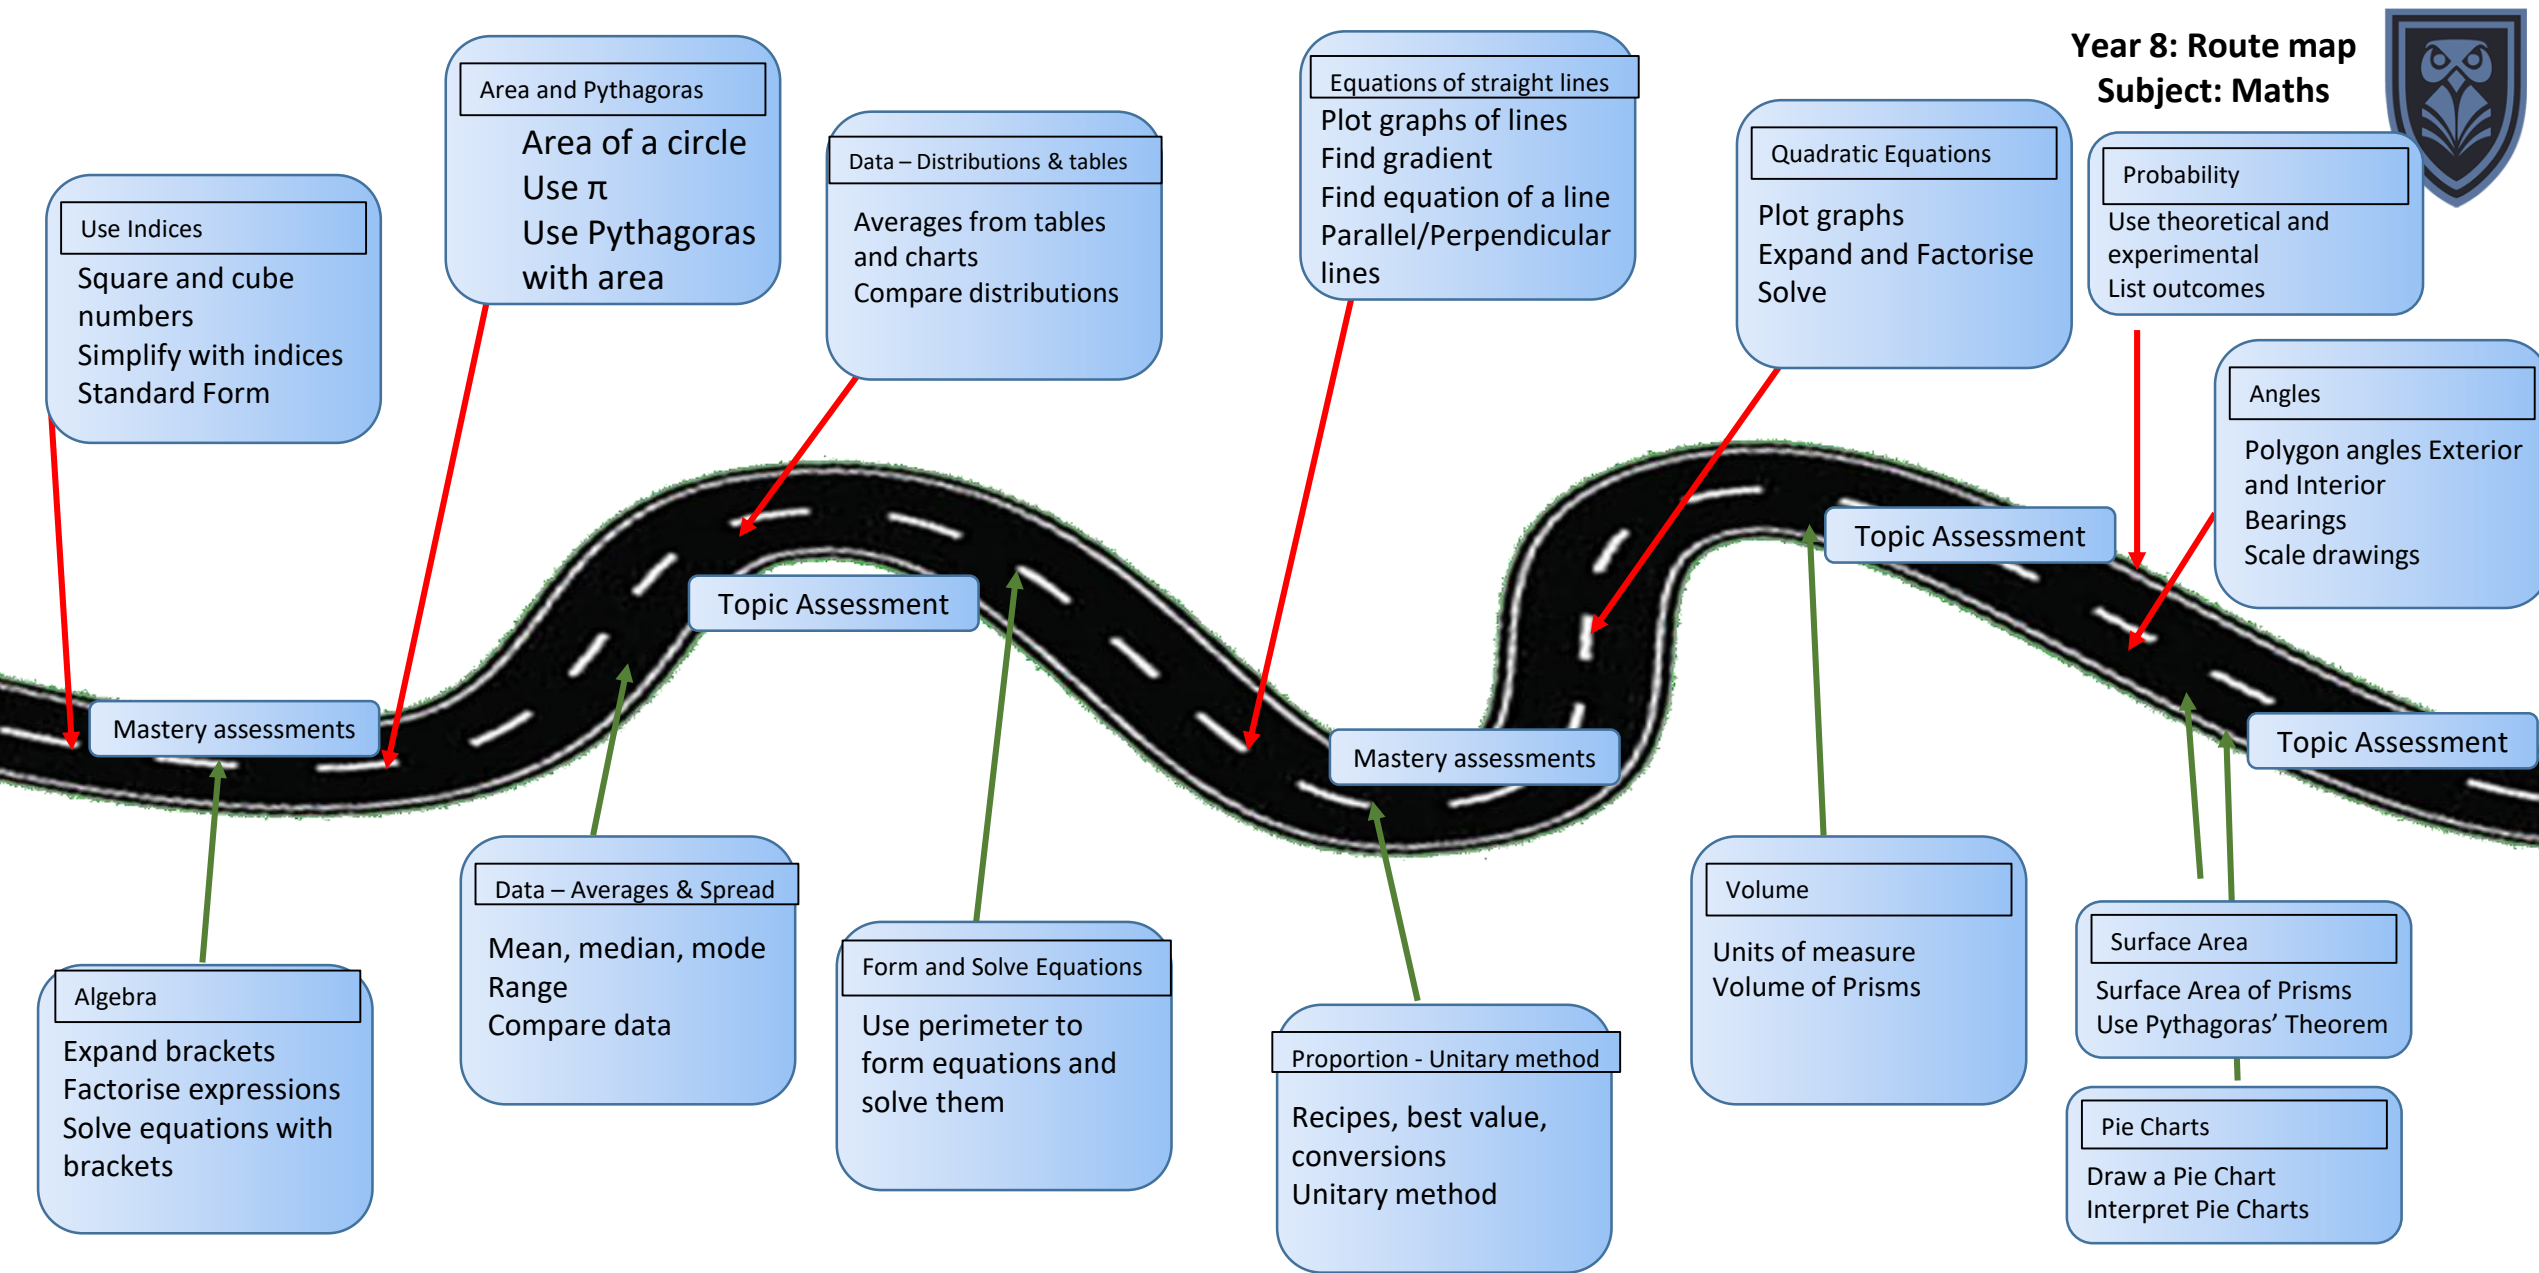 Year 8: Route map
Subject: Maths
Use Indices
Square and cube
numbers
Simplify with indices
Standard Form
Area and Pythagoras
Area of a circle
Use π
Use Pythagoras
with area
Data – Distributions & tables
Averages from tables
and charts
Compare distributions
Equations of straight lines
Plot graphs of lines
Find gradient
Find equation of a line
Parallel/Perpendicular
lines
Quadratic Equations
Plot graphs
Expand and Factorise
Solve
Probability
Use theoretical and
experimental
List outcomes
Angles
Polygon angles Exterior
and Interior
Bearings
Scale drawings
Mastery assessments
Topic Assessment
Mastery assessments
Topic Assessment
Topic Assessment
Algebra
Expand brackets
Factorise expressions
Solve equations with
brackets
Data – Averages & Spread
Mean, median, mode
Range
Compare data
Form and Solve Equations
Use perimeter to
form equations and
solve them
Proportion - Unitary method
Recipes, best value,
conversions
Unitary method
Volume
Units of measure
Volume of Prisms
Surface Area
Surface Area of Prisms
Use Pythagoras’ Theorem
Pie Charts
Draw a Pie Chart
Interpret Pie Charts